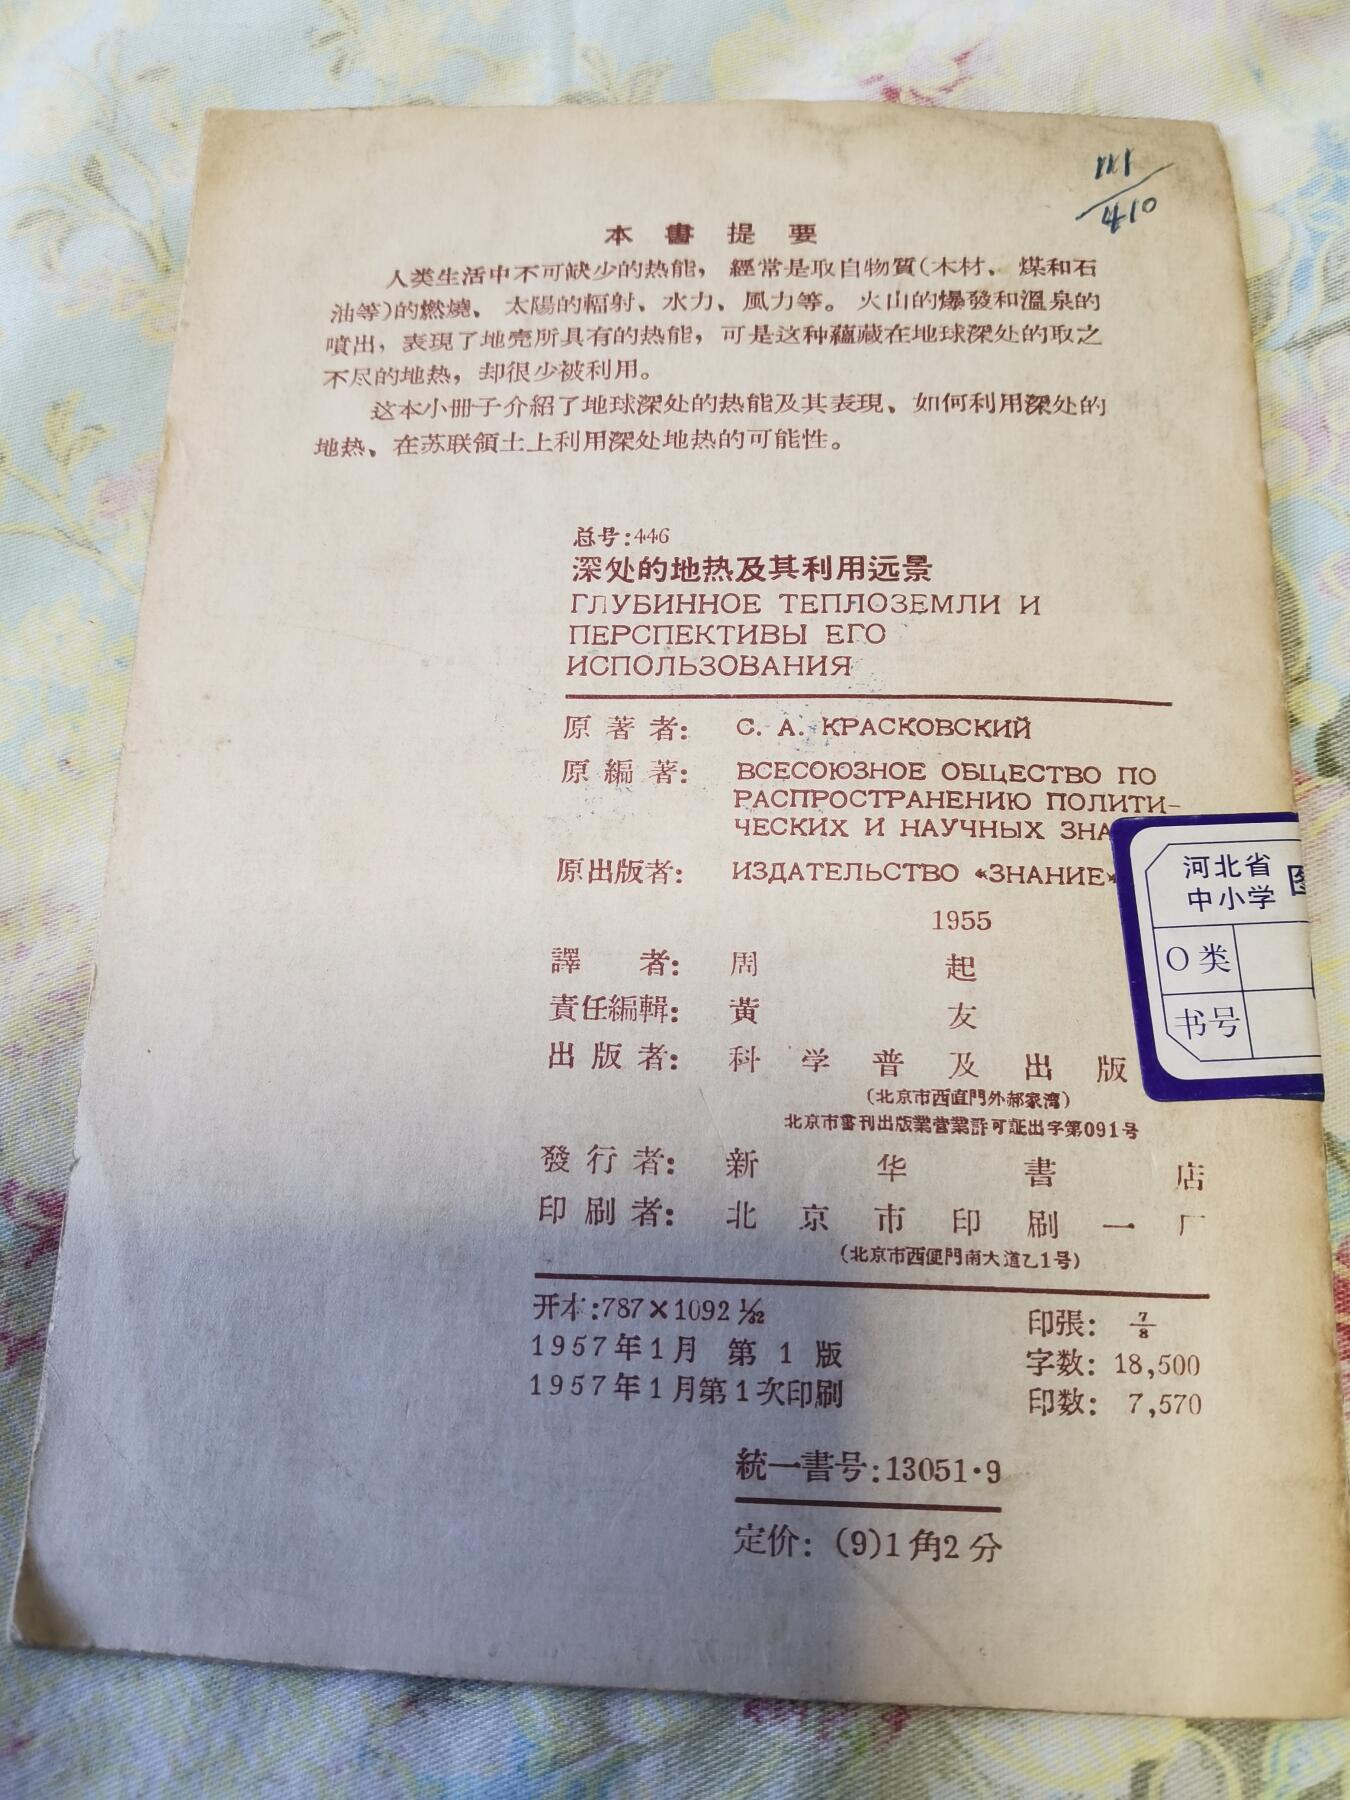 本書提要
人类生活中不可缺少的热能，經常是取自物質(木材、煤和石
油等)的燃燒、太陽的輻射、水力、風力等。火山的爆發和溫泉的
噴出，表現了地壳所具有的热能，可是这种蘊藏在地球深处的取之
不尽的地热，却很少被利用。
这本小册子介紹了地球深处的热能及其表現、如何利用深处的
地热、在苏联領土上利用深处地热的可能性。
总号:446
深处的地热及其利用远景
ГЛУБИННОЕ ТЕПЛОЗЕМЛИ И
ПЕРСПЕКТИВЫ ЕГО
ИСПОЛЬЗОВАНИЯ
原著者: С. А. КРАСКОВСКИЙ
原編著: ВСЕСОЮЗНОЕ ОБЩЕСТВО ПО
РАСПРОСТРАНЕНИЮ ПОЛИТИ-
ЧЕСКИХ И НАУЧНЫХ ЗНА
原出版者: ИЗДАТЕЛЬСТВО «ЗНАНИЕ»
1955
譯者: 周起
責任編輯: 黃友
出版者: 科学普及出版
(北京市西直門外郝家湾)
北京市書刊出版業营業許可証出字第091号
發行者: 新华書店
印刷者: 北京市印刷一厂
(北京市西便門南大道乙1号)
开本:787×1092 1/32
印張: 7/8
1957年1月 第1版
字数: 18,500
1957年1月第1次印刷
印数: 7,570
統一書号:13051·9
定价: (9)1角2分
河北省
中小学
O类
书号